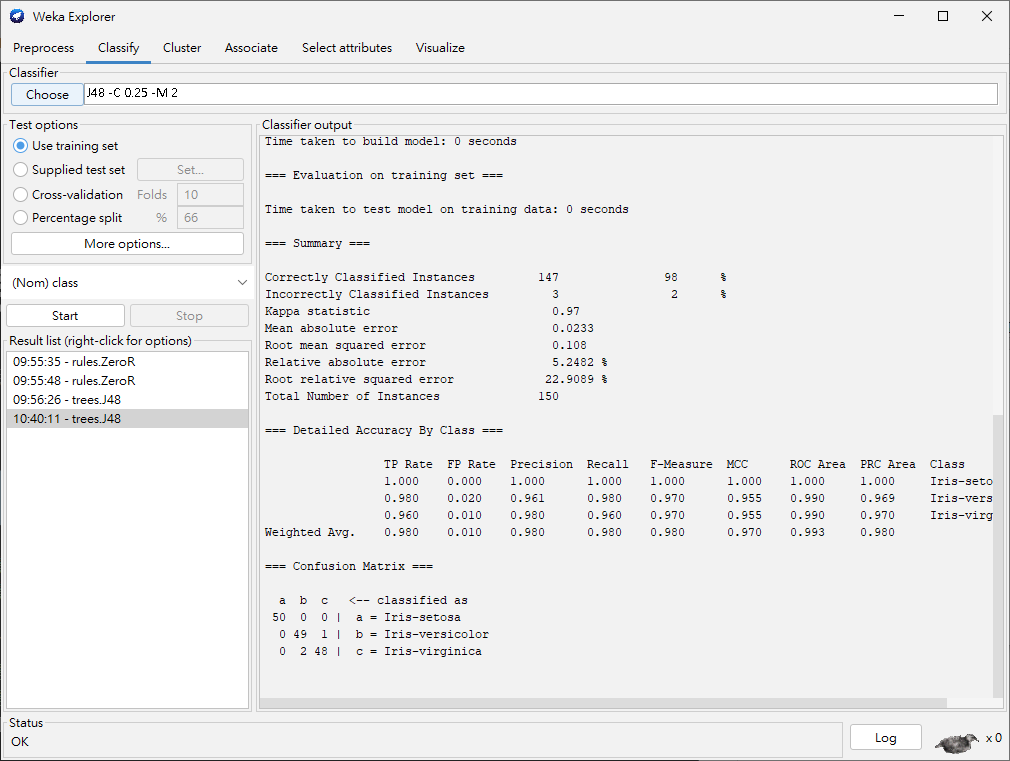 Weka Explorer
Preprocess Classify Cluster Associate Select attributes Visualize
Classifier
Choose J48 -C 0.25 -M 2
Test options
Use training set
Supplied test set Set...
Cross-validation Folds 10
Percentage split % 66
More options...
(Nom) class
Start Stop
Result list (right-click for options)
09:55:35 - rules.ZeroR
09:55:48 - rules.ZeroR
09:56:26 - trees.J48
10:40:11 - trees.J48
Classifier output
Time taken to build model: 0 seconds
=== Evaluation on training set ===
Time taken to test model on training data: 0 seconds
=== Summary ===
Correctly Classified Instances 147 98 %
Incorrectly Classified Instances 3 2 %
Kappa statistic 0.97
Mean absolute error 0.0233
Root mean squared error 0.108
Relative absolute error 5.2482 %
Root relative squared error 22.9089 %
Total Number of Instances 150
=== Detailed Accuracy By Class ===
TP Rate FP Rate Precision Recall F-Measure MCC ROC Area PRC Area Class
1.000 0.000 1.000 1.000 1.000 1.000 1.000 1.000 Iris-seto
0.980 0.020 0.961 0.980 0.970 0.955 0.990 0.969 Iris-vers
0.960 0.010 0.980 0.960 0.970 0.955 0.990 0.970 Iris-virg
Weighted Avg. 0.980 0.010 0.980 0.980 0.980 0.970 0.993 0.980
=== Confusion Matrix ===
a b c <-- classified as
50 0 0 | a = Iris-setosa
0 49 1 | b = Iris-versicolor
0 2 48 | c = Iris-virginica
Status
OK
Log x 0